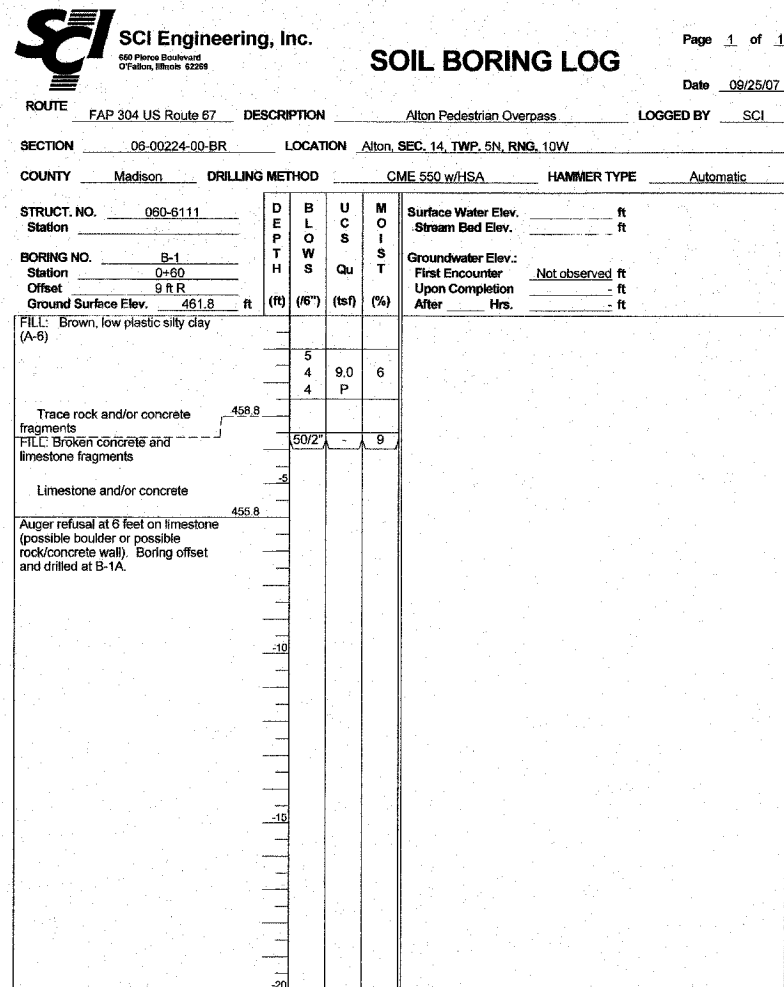 SCI
SCI Engineering, Inc.
650 Pierce Boulevard
O'Fallon, Illinois 62269
SOIL BORING LOG
Page 1 of 1
Date 09/25/07
ROUTE FAP 304 US Route 67 DESCRIPTION Alton Pedestrian Overpass LOGGED BY SCI
SECTION 06-00224-00-BR LOCATION Alton, SEC. 14, TWP. 5N, RNG. 10W
COUNTY Madison DRILLING METHOD CME 550 w/HSA HAMMER TYPE Automatic
STRUCT. NO. 060-6111
Station
BORING NO. B-1
Station 0+60
Offset 9 ft R
Ground Surface Elev. 461.8 ft
DEPTH (ft)
BLOWS (/6")
UCS Qu (tsf)
MOIST (%)
Surface Water Elev. ft
Stream Bed Elev. ft
Groundwater Elev.:
First Encounter Not observed ft
Upon Completion - ft
After Hrs. - ft
FILL: Brown, low plastic silty clay
(A-6)
5
4 9.0 6
4 P
Trace rock and/or concrete 458.8
fragments
FILL: Broken concrete and 50/2" - 9
limestone fragments
-5
Limestone and/or concrete
455.8
Auger refusal at 6 feet on limestone
(possible boulder or possible
rock/concrete wall). Boring offset
and drilled at B-1A.
-10
-15
-20